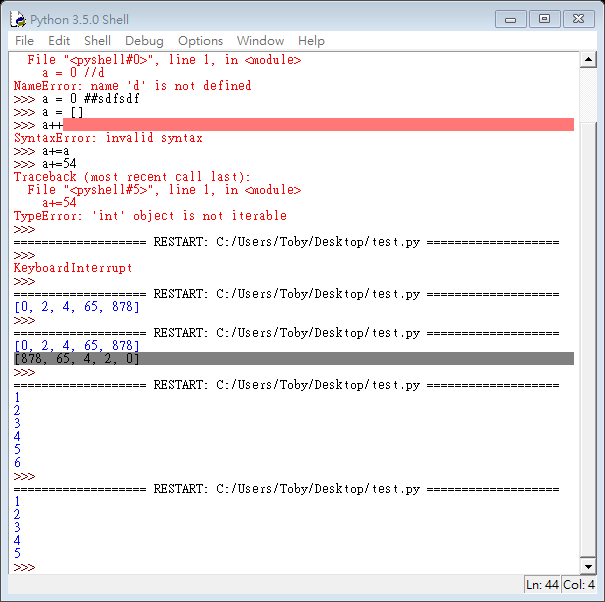 Python 3.5.0 Shell
File Edit Shell Debug Options Window Help
  File "<pyshell#0>", line 1, in <module>
    a = 0 //d
NameError: name 'd' is not defined
>>> a = 0 ##sdfsdf
>>> a = []
>>> a++
SyntaxError: invalid syntax
>>> a+=a
>>> a+=54
Traceback (most recent call last):
  File "<pyshell#5>", line 1, in <module>
    a+=54
TypeError: 'int' object is not iterable
>>>
=================== RESTART: C:/Users/Toby/Desktop/test.py ===================
>>>
KeyboardInterrupt
>>>
=================== RESTART: C:/Users/Toby/Desktop/test.py ===================
[0, 2, 4, 65, 878]
>>>
=================== RESTART: C:/Users/Toby/Desktop/test.py ===================
[0, 2, 4, 65, 878]
[878, 65, 4, 2, 0]
>>>
=================== RESTART: C:/Users/Toby/Desktop/test.py ===================
1
2
3
4
5
6
>>>
=================== RESTART: C:/Users/Toby/Desktop/test.py ===================
1
2
3
4
5
>>>
Ln: 44 Col: 4